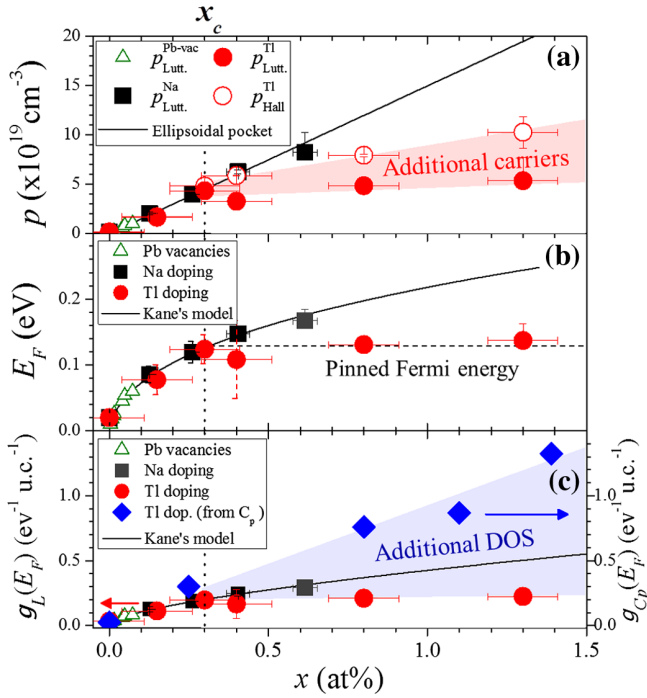 x_c
20
15
10
5
0
p (x10^19 cm^-3)
(a)
p_Lutt.^Pb-vac p_Lutt.^Tl
p_Lutt.^Na p_Hall^Tl
Ellipsoidal pocket
Additional carriers
0.2
0.1
0.0
E_F (eV)
(b)
Pb vacancies
Na doping
Tl doping
Kane's model
Pinned Fermi energy
1.0
0.5
0.0
g_L(E_F) (ev^-1 u.c.^-1)
(c)
Pb vacancies
Na doping
Tl doping
Tl dop. (from C_p)
Kane's model
Additional DOS
1.0
0.5
0.0
g_Cp(E_F) (ev^-1 u.c.^-1)
0.0 0.5 1.0 1.5
x (at%)